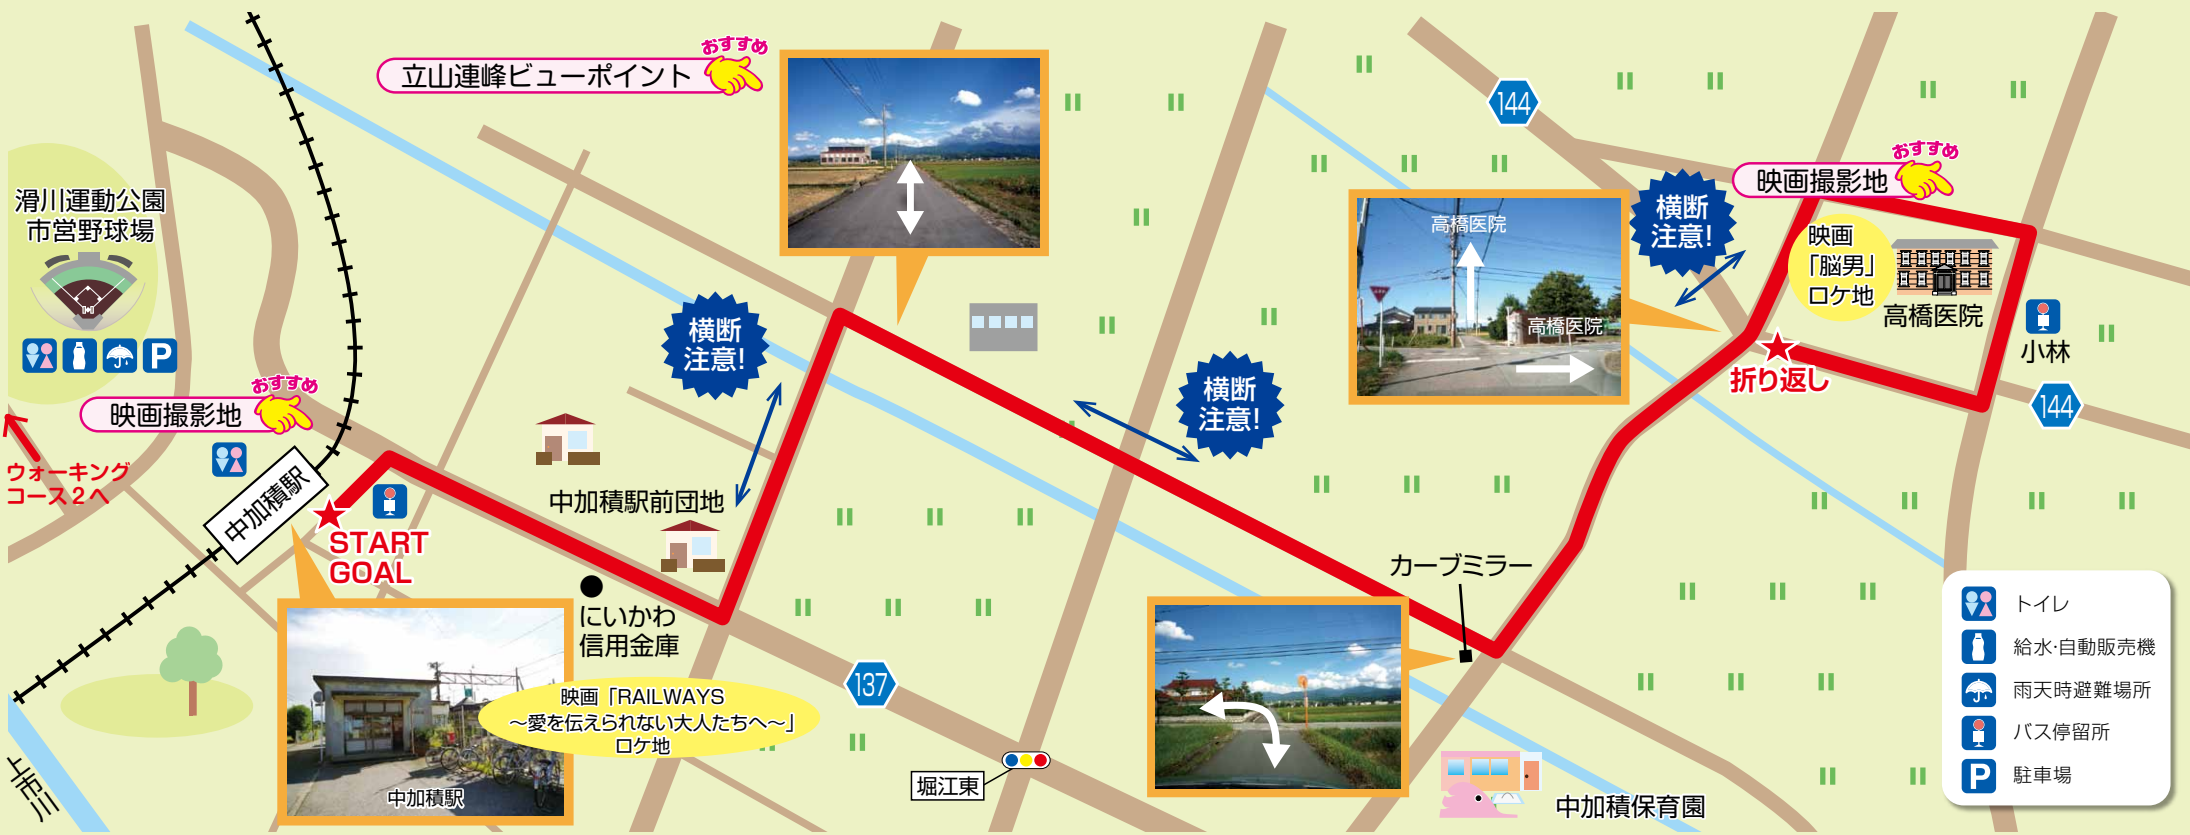 おすすめ
立山連峰ビューポイント
144
おすすめ
映画撮影地
横断
注意!
滑川運動公園
市営野球場
高橋医院
高橋医院
映画
「脳男」
ロケ地
高橋医院
小林
横断
注意!
P
横断
注意!
折り返し
144
おすすめ
映画撮影地
ウォーキング
コース2へ
中加積駅
START
GOAL
中加積駅前団地
カーブミラー
にいかわ
信用金庫
137
映画「RAILWAYS
~愛を伝えられない大人たちへ~」
ロケ地
中加積駅
堀江東
中加積保育園
上市川
トイレ
給水・自動販売機
雨天時避難場所
バス停留所
P
駐車場